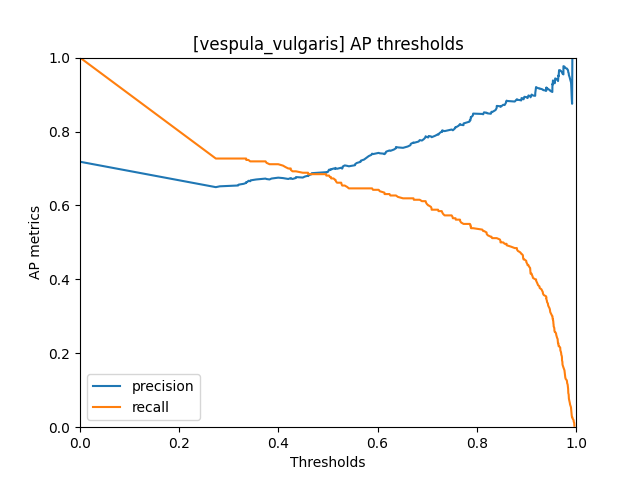 [vespula_vulgaris] AP thresholds
1.0
0.8
0.6
0.4
0.2
0.0
AP metrics
precision
recall
0.0 0.2 0.4 0.6 0.8 1.0
Thresholds